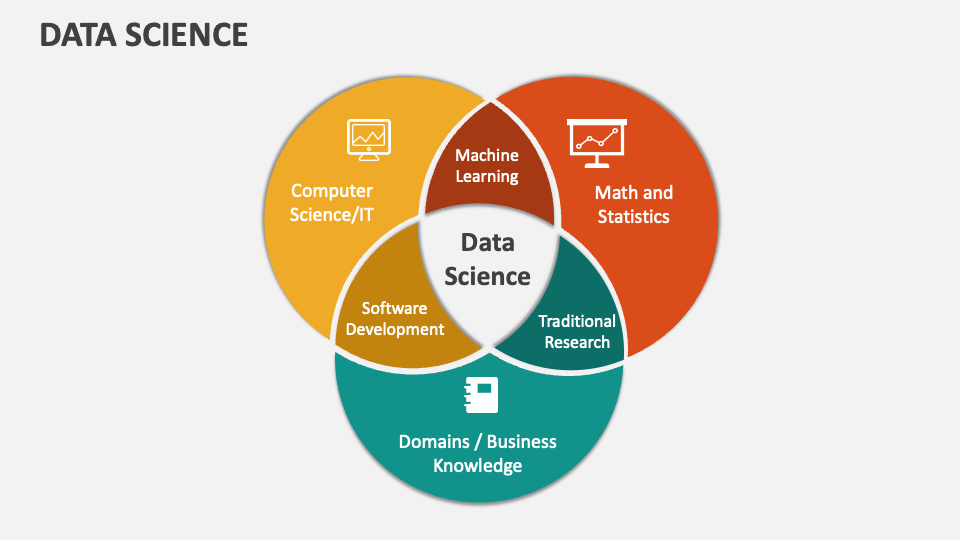 DATA SCIENCE
Machine
Learning
Computer
Science/IT
Math and
Statistics
Data
Science
Software
Development
Traditional
Research
Domains / Business
Knowledge